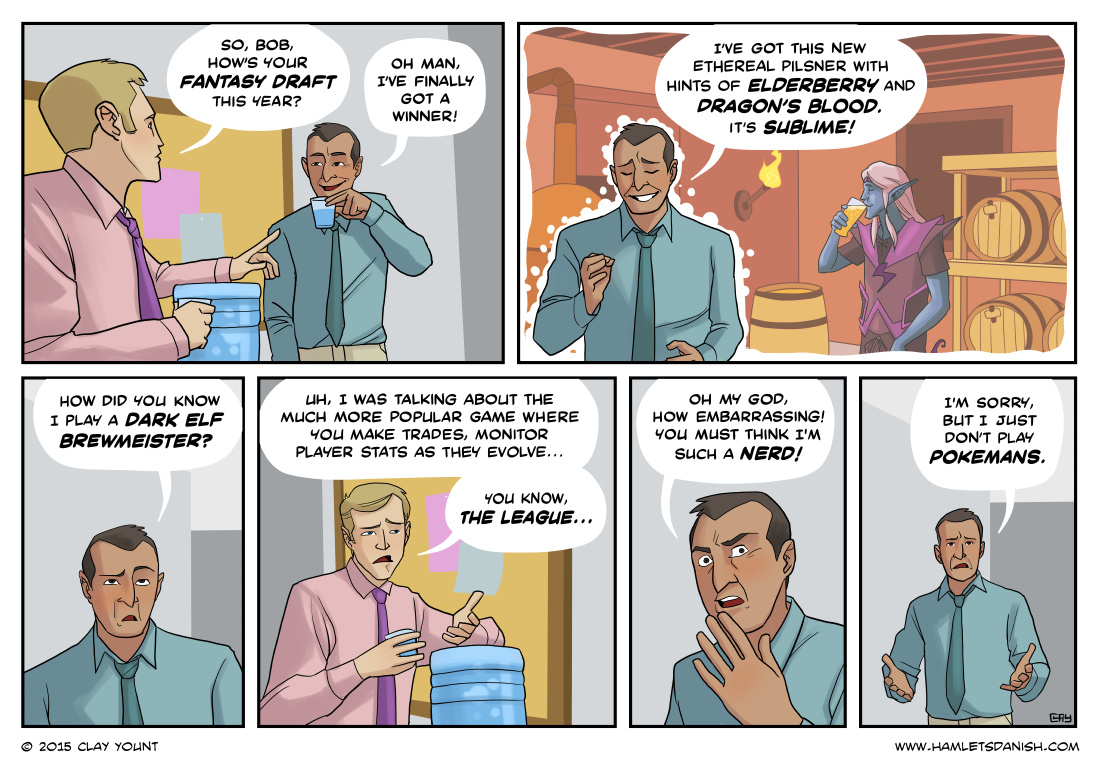 SO, BOB,
HOW'S YOUR
FANTASY DRAFT
THIS YEAR?
OH MAN,
I'VE FINALLY
GOT A
WINNER!
I'VE GOT THIS NEW
ETHEREAL PILSNER WITH
HINTS OF ELDERBERRY AND
DRAGON'S BLOOD.
IT'S SUBLIME!
HOW DID YOU KNOW
I PLAY A DARK ELF
BREWMEISTER?
UH, I WAS TALKING ABOUT THE
MUCH MORE POPULAR GAME WHERE
YOU MAKE TRADES, MONITOR
PLAYER STATS AS THEY EVOLVE...
YOU KNOW,
THE LEAGUE...
OH MY GOD,
HOW EMBARRASSING!
YOU MUST THINK I'M
SUCH A NERD!
I'M SORRY,
BUT I JUST
DON'T PLAY
POKEMANS.
CLAY
© 2015 CLAY YOUNT
WWW.HAMLETSDANISH.COM